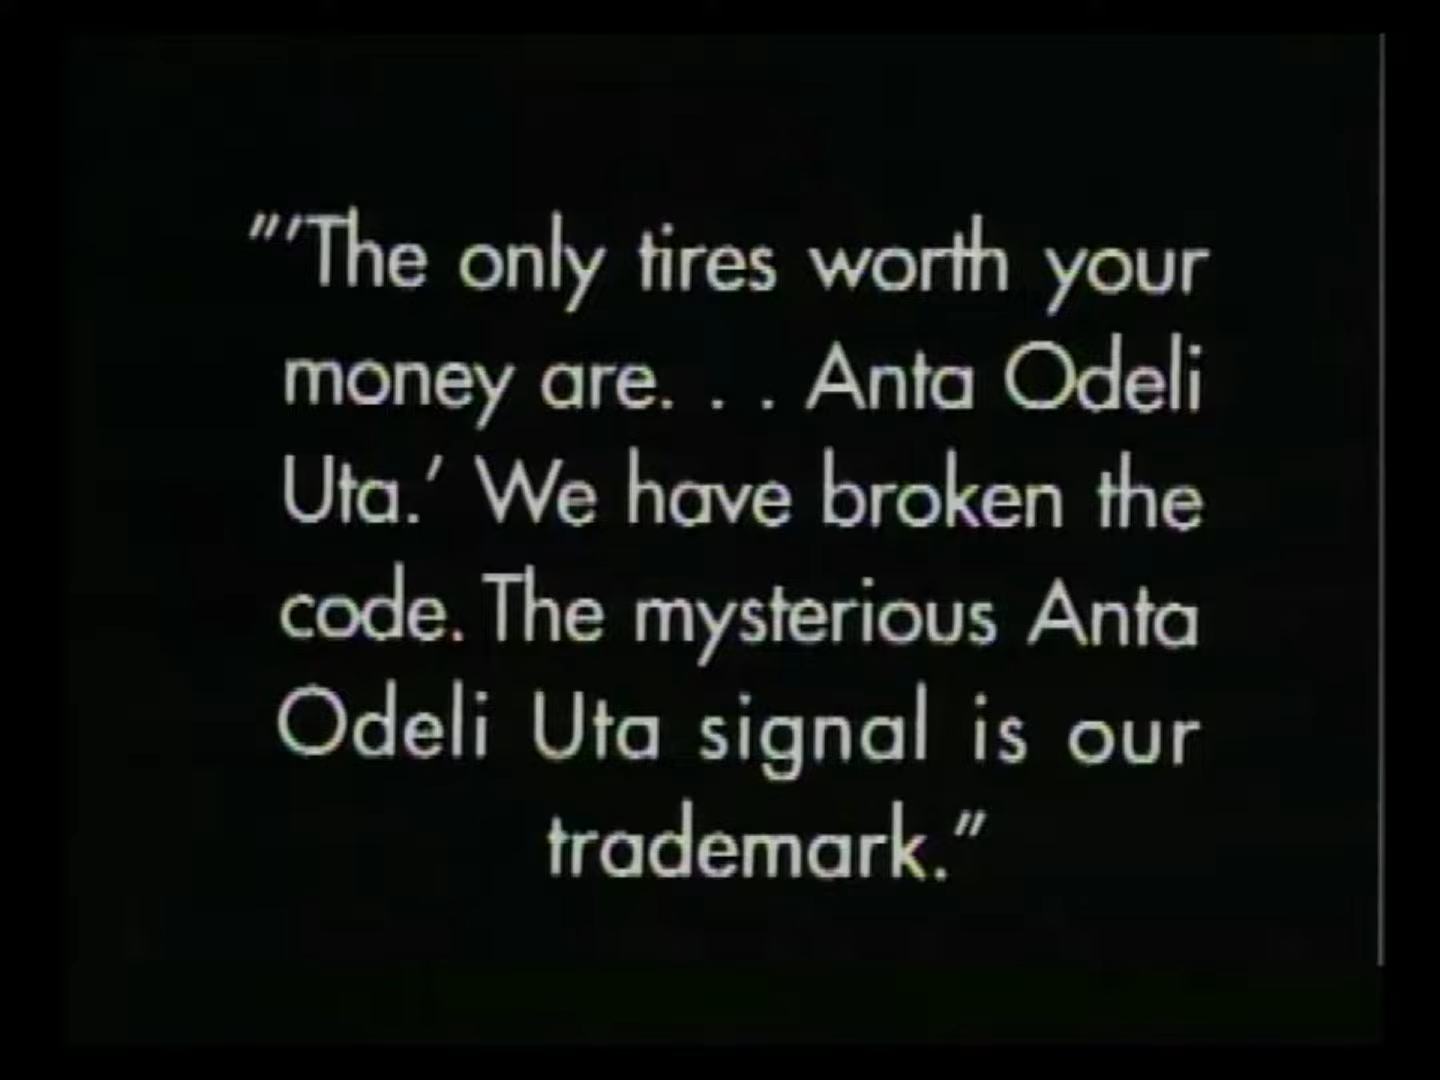 "'The only tires worth your
money are. . . Anta Odeli
Uta.' We have broken the
code. The mysterious Anta
Odeli Uta signal is our
trademark."